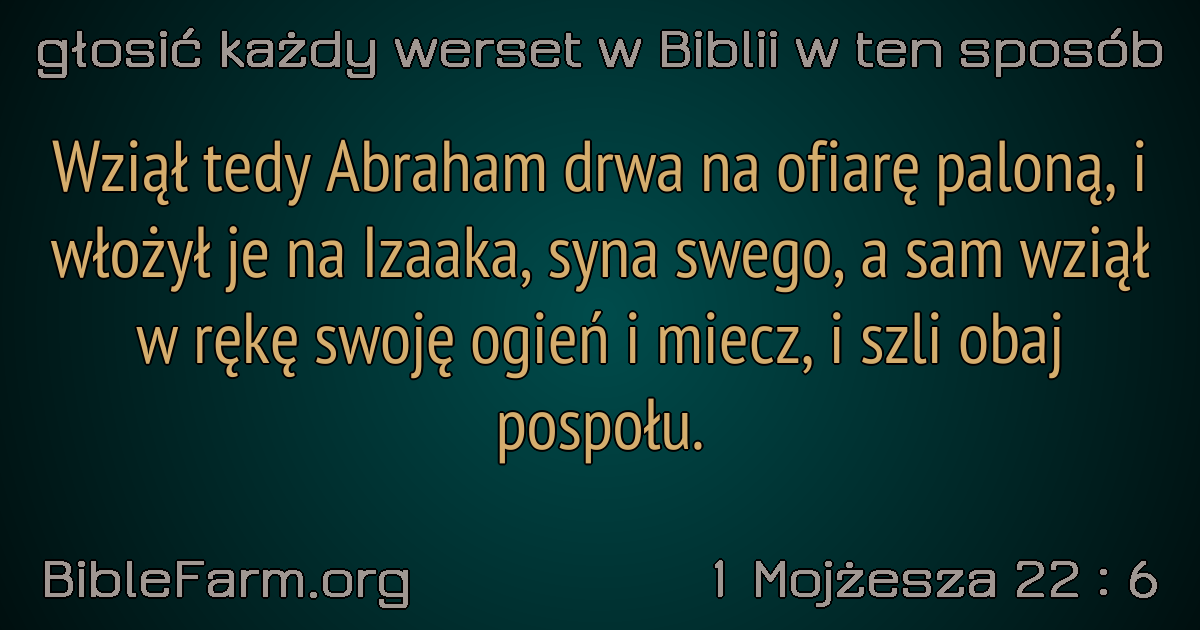 głosić każdy werset w Biblii w ten sposób
Wziął tedy Abraham drwa na ofiarę paloną, i
włożył je na Izaaka, syna swego, a sam wziął
w rękę swoję ogień i miecz, i szli obaj
pospołu.
BibleFarm.org
1 Mojżesza 22 : 6